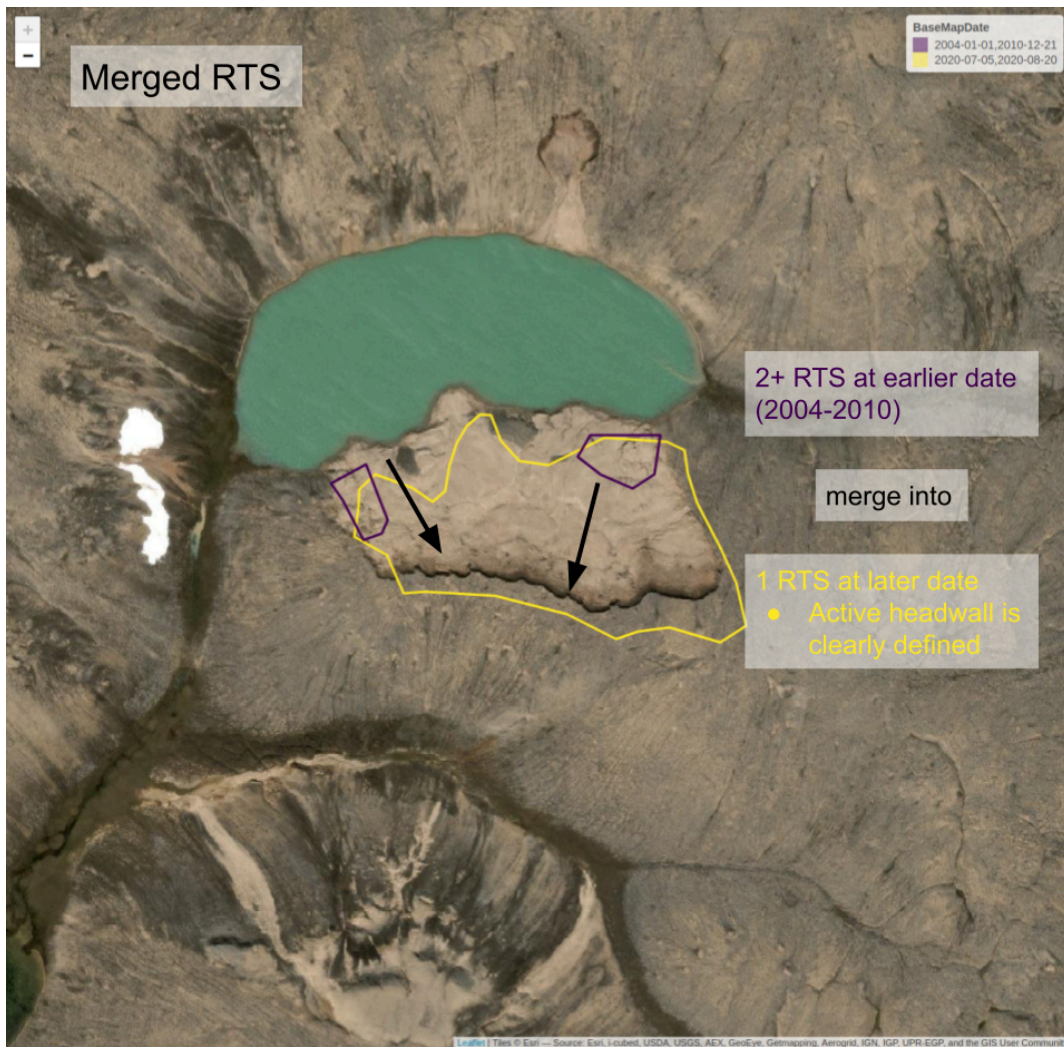 +
−
Merged RTS
BaseMapDate
2004-01-01,2010-12-21
2020-07-05,2020-08-20
2+ RTS at earlier date
(2004-2010)
merge into
1 RTS at later date
● Active headwall is
clearly defined
Leaflet | Tiles © Esri — Source: Esri, i-cubed, USDA, USGS, AEX, GeoEye, Getmapping, Aerogrid, IGN, IGP, UPR-EGP, and the GIS User Commun